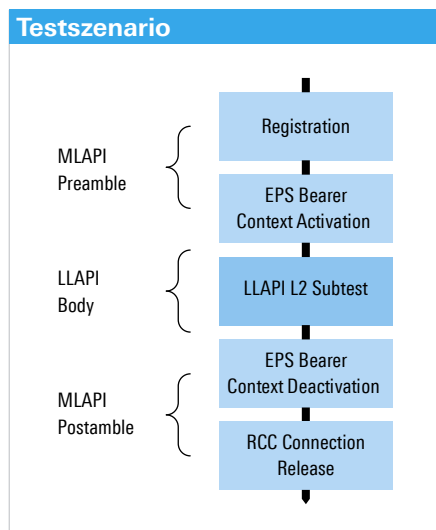 Testszenario
Registration
MLAPI
Preamble
EPS Bearer
Context Activation
LLAPI
Body
LLAPI L2 Subtest
EPS Bearer
Context Deactivation
MLAPI
Postamble
RCC Connection
Release